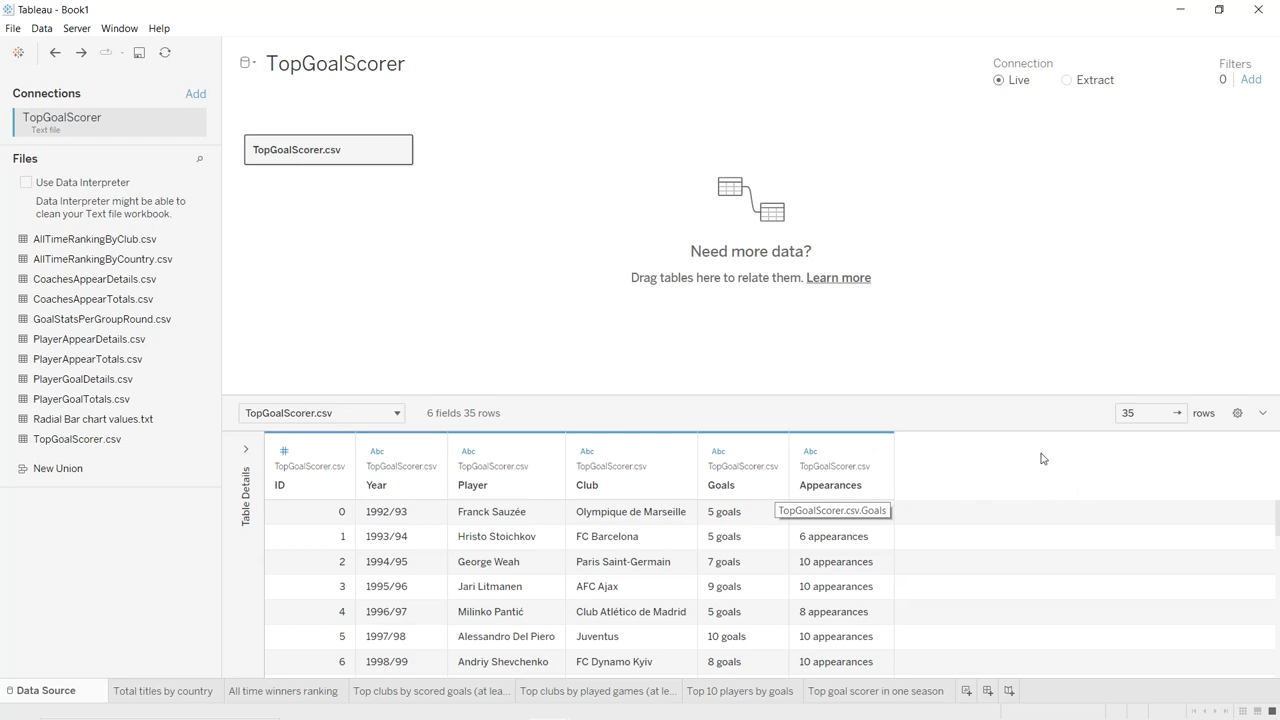 Tableau - Book1
File Data Server Window Help
TopGoalScorer
Connection
Live Extract
Filters
0 Add
Connections Add
TopGoalScorer
Text file
Files
Use Data Interpreter
Data Interpreter might be able to
clean your Text file workbook.
AllTimeRankingByClub.csv
AllTimeRankingByCountry.csv
CoachesAppearDetails.csv
CoachesAppearTotals.csv
GoalStatsPerGroupRound.csv
PlayerAppearDetails.csv
PlayerAppearTotals.csv
PlayerGoalDetails.csv
PlayerGoalTotals.csv
Radial Bar chart values.txt
TopGoalScorer.csv
New Union
TopGoalScorer.csv
Need more data?
Drag tables here to relate them. Learn more
TopGoalScorer.csv 6 fields 35 rows 35 rows
Table Details
# Abc Abc Abc Abc Abc
TopGoalScorer.csv TopGoalScorer.csv TopGoalScorer.csv TopGoalScorer.csv TopGoalScorer.csv TopGoalScorer.csv
ID Year Player Club Goals Appearances
0 1992/93 Franck Sauzée Olympique de Marseille 5 goals
TopGoalScorer.csv.Goals
1 1993/94 Hristo Stoichkov FC Barcelona 5 goals 6 appearances
2 1994/95 George Weah Paris Saint-Germain 7 goals 10 appearances
3 1995/96 Jari Litmanen AFC Ajax 9 goals 10 appearances
4 1996/97 Milinko Pantić Club Atlético de Madrid 5 goals 8 appearances
5 1997/98 Alessandro Del Piero Juventus 10 goals 10 appearances
6 1998/99 Andriy Shevchenko FC Dynamo Kyiv 8 goals 10 appearances
Data Source Total titles by country All time winners ranking Top clubs by scored goals (at lea... Top clubs by played games (at le... Top 10 players by goals Top goal scorer in one season